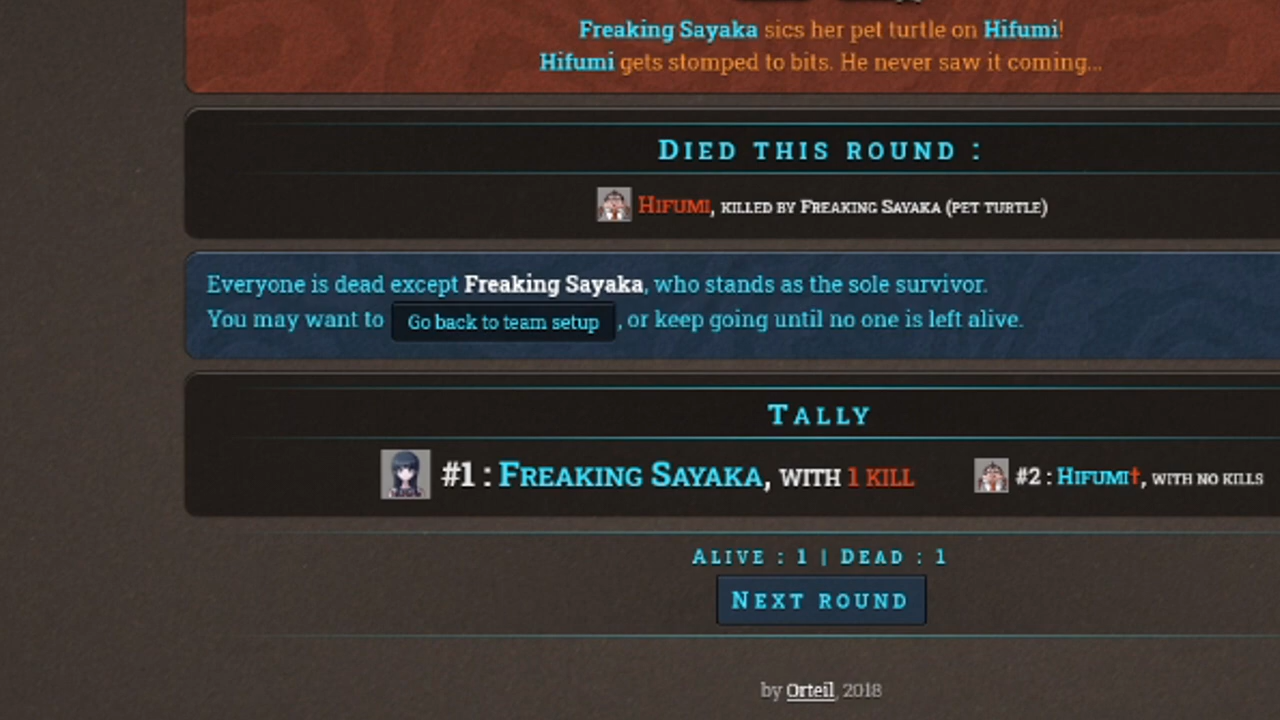 Freaking Sayaka sics her pet turtle on Hifumi!
Hifumi gets stomped to bits. He never saw it coming...
Died this round :
Hifumi, killed by Freaking Sayaka (pet turtle)
Everyone is dead except Freaking Sayaka, who stands as the sole survivor.
You may want to Go back to team setup , or keep going until no one is left alive.
Tally
#1 : Freaking Sayaka, with 1 kill #2 : Hifumi†, with no kills
Alive : 1 | Dead : 1
Next round
by Orteil, 2018